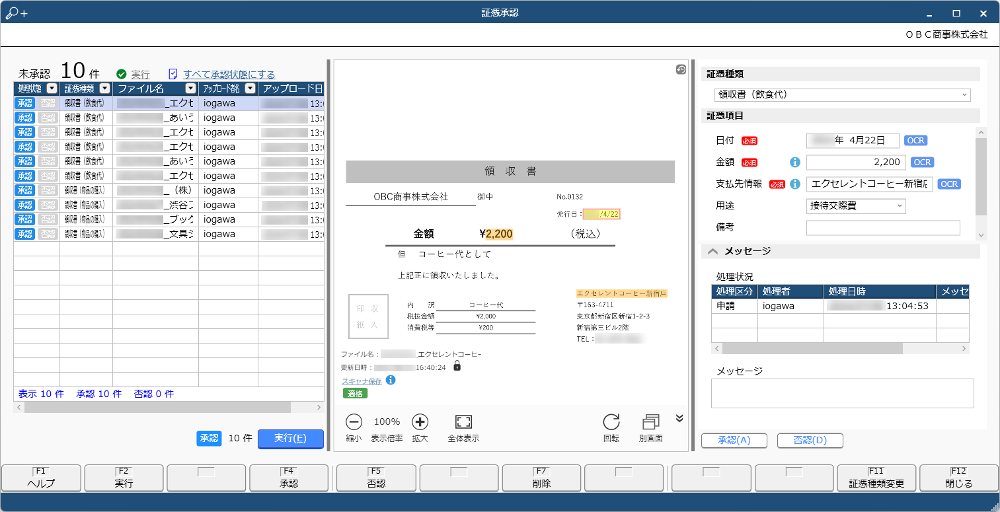 証憑承認
OBC商事株式会社
未承認 10 件 実行 すべて承認状態にする
処理状態 証憑種類 ファイル名 アップロード者名 アップロード日
承認 否認 領収書(飲食代) _エクセ iogawa 13:0
承認 否認 領収書(飲食代) _あいう iogawa 13:0
承認 否認 領収書(飲食代) _エクセ iogawa 13:0
承認 否認 領収書(飲食代) _エクセ iogawa 13:0
承認 否認 領収書(飲食代) _あいう iogawa 13:0
承認 否認 領収書(飲食代) _エクセ iogawa 13:0
承認 否認 領収書(物品の購入) _(株) iogawa 13:0
承認 否認 領収書(物品の購入) _渋谷フ iogawa 13:0
承認 否認 領収書(物品の購入) _ブック iogawa 13:0
承認 否認 領収書(物品の購入) _文具シ iogawa 13:0
表示 10 件 承認 10 件 否認 0 件
承認 10 件 実行(E)
領 収 書
OBC商事株式会社 御中 No.0132
発行日: /4/22
金額 ¥2,200 (税込)
但 コーヒー代として
上記正に領収いたしました。
印 収
紙 入
内 訳 コーヒー代
税抜金額 ¥2,000
消費税等 ¥200
エクセレントコーヒー新宿店
〒163-4711
東京都新宿区新宿1-2-3
新宿第三ビル2階
TEL:
ファイル名: _エクセレントコーヒー
更新日時: 16:40:24
スキャナ保存
適格
100%
縮小 表示倍率 拡大 全体表示 回転 別画面
証憑種類
領収書(飲食代)
証憑項目
日付 必須 年 4月22日 OCR
金額 必須 2,200 OCR
支払先情報 必須 エクセレントコーヒー新宿店 OCR
用途 接待交際費
備考
メッセージ
処理状況
処理区分 処理者 処理日時 メッセ
申請 iogawa 13:04:53
メッセージ
承認(A) 否認(D)
F1 F2 F4 F5 F7 F11 F12
ヘルプ 実行 承認 否認 削除 証憑種類変更 閉じる